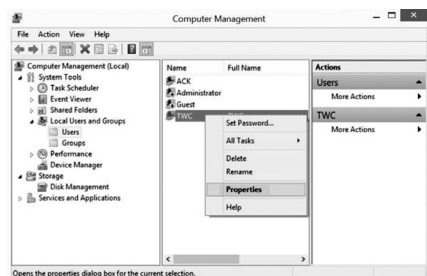 Computer Management
File Action View Help
Computer Management (Local)
System Tools
Task Scheduler
Event Viewer
Shared Folders
Local Users and Groups
Users
Groups
Performance
Device Manager
Storage
Disk Management
Services and Applications
Name Full Name
ACK
Administrator
Guest
TWC
Set Password...
All Tasks
Delete
Rename
Properties
Help
Actions
Users
More Actions
TWC
More Actions
Opens the properties dialog box for the current selection.